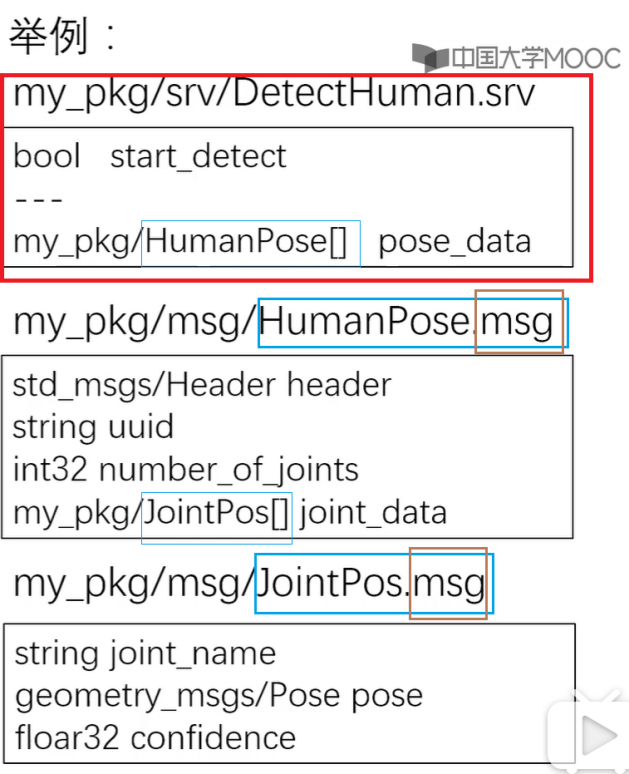 举例：
中国大学MOOC
my_pkg/srv/DetectHuman.srv
bool start_detect
---
my_pkg/HumanPose[] pose_data
my_pkg/msg/HumanPose.msg
std_msgs/Header header
string uuid
int32 number_of_joints
my_pkg/JointPos[] joint_data
my_pkg/msg/JointPos.msg
string joint_name
geometry_msgs/Pose pose
floar32 confidence